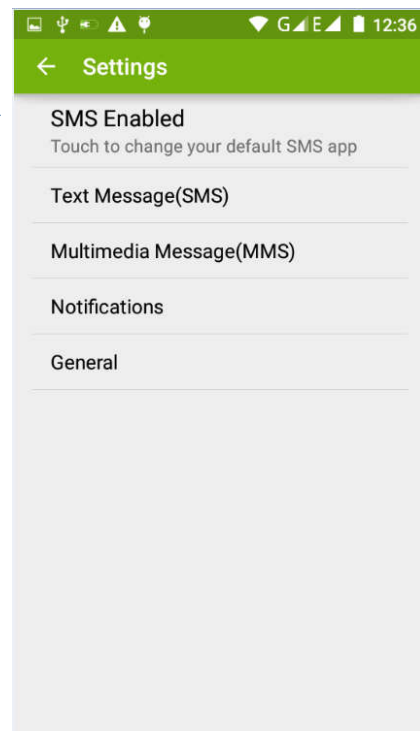 G E 12:36
Settings
SMS Enabled
Touch to change your default SMS app
Text Message(SMS)
Multimedia Message(MMS)
Notifications
General